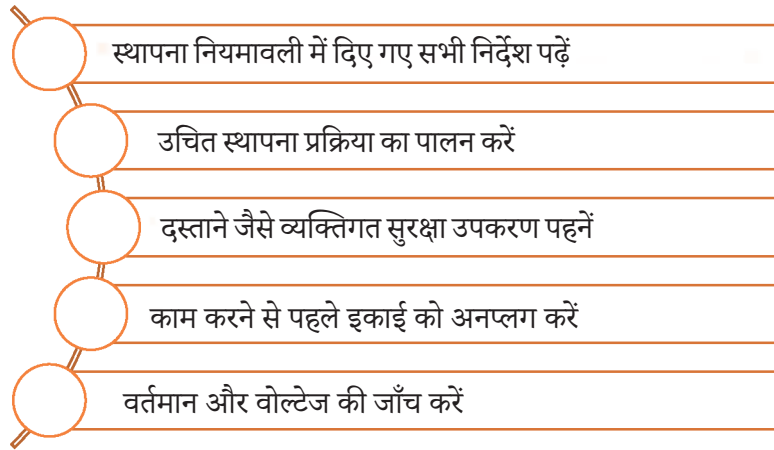 स्थापना नियमावली में दिए गए सभी निर्देश पढ़ें
उचित स्थापना प्रक्रिया का पालन करें
दस्ताने जैसे व्यक्तिगत सुरक्षा उपकरण पहनें
काम करने से पहले इकाई को अनप्लग करें
वर्तमान और वोल्टेज की जाँच करें